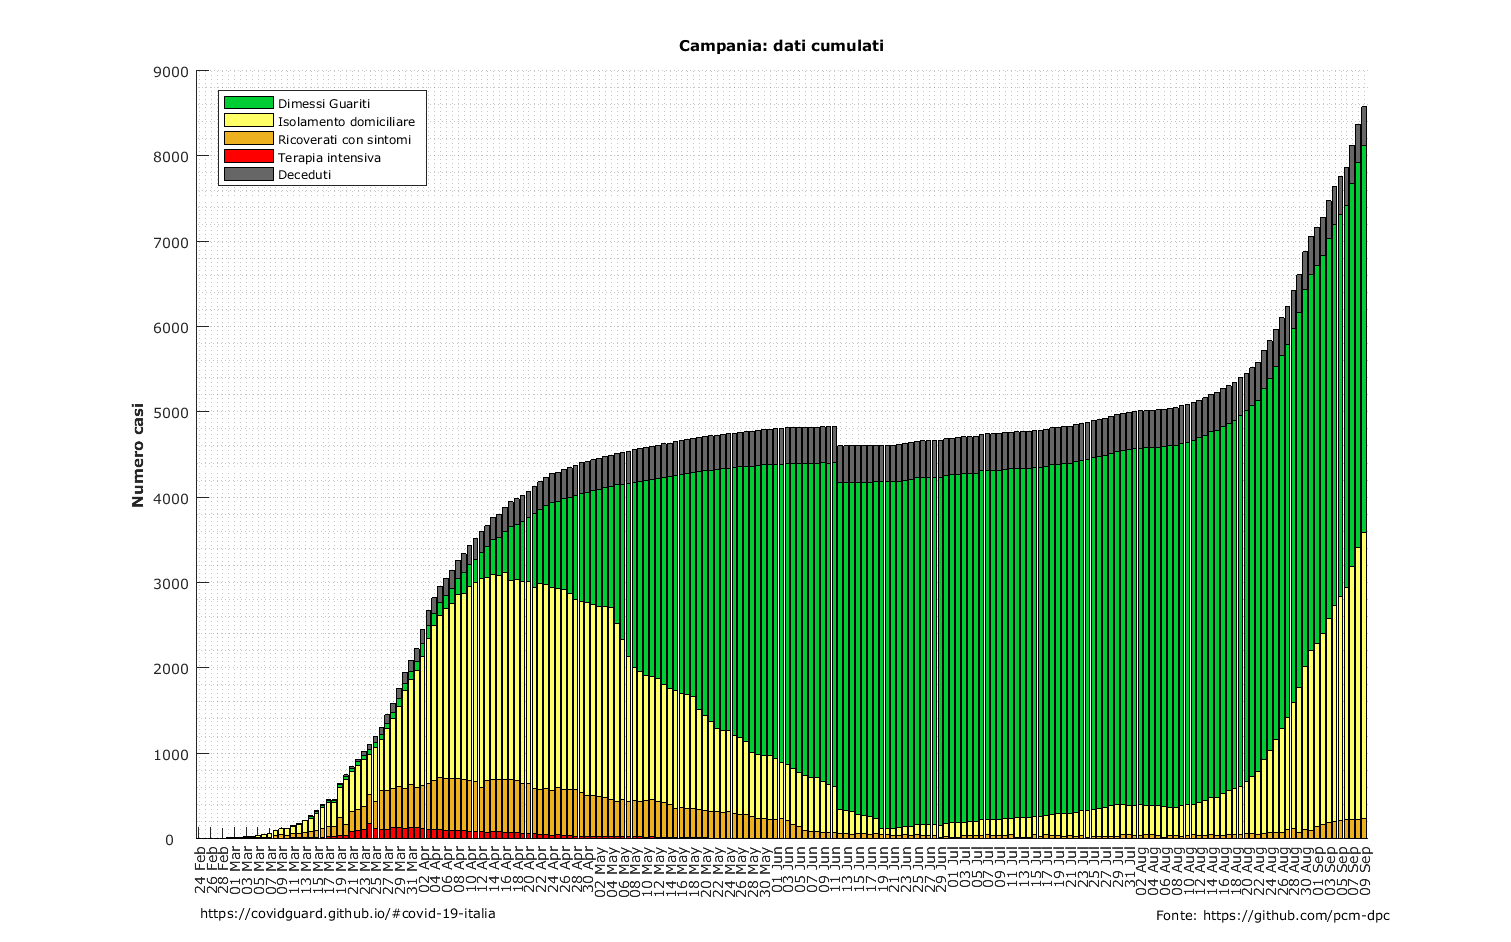 Campania: dati cumulati
9000
8000
7000
6000
5000
4000
3000
2000
1000
0
Numero casi
Dimessi Guariti
Isolamento domiciliare
Ricoverati con sintomi
Terapia intensiva
Deceduti
24 Feb
26 Feb
28 Feb
01 Mar
03 Mar
05 Mar
07 Mar
09 Mar
11 Mar
13 Mar
15 Mar
17 Mar
19 Mar
21 Mar
23 Mar
25 Mar
27 Mar
29 Mar
31 Mar
02 Apr
04 Apr
06 Apr
08 Apr
10 Apr
12 Apr
14 Apr
16 Apr
18 Apr
20 Apr
22 Apr
24 Apr
26 Apr
28 Apr
30 Apr
02 May
04 May
06 May
08 May
10 May
12 May
14 May
16 May
18 May
20 May
22 May
24 May
26 May
28 May
30 May
01 Jun
03 Jun
05 Jun
07 Jun
09 Jun
11 Jun
13 Jun
15 Jun
17 Jun
19 Jun
21 Jun
23 Jun
25 Jun
27 Jun
29 Jun
01 Jul
03 Jul
05 Jul
07 Jul
09 Jul
11 Jul
13 Jul
15 Jul
17 Jul
19 Jul
21 Jul
23 Jul
25 Jul
27 Jul
29 Jul
31 Jul
02 Aug
04 Aug
06 Aug
08 Aug
10 Aug
12 Aug
14 Aug
16 Aug
18 Aug
20 Aug
22 Aug
24 Aug
26 Aug
28 Aug
30 Aug
01 Sep
03 Sep
05 Sep
07 Sep
09 Sep
https://covidguard.github.io/#covid-19-italia
Fonte: https://github.com/pcm-dpc